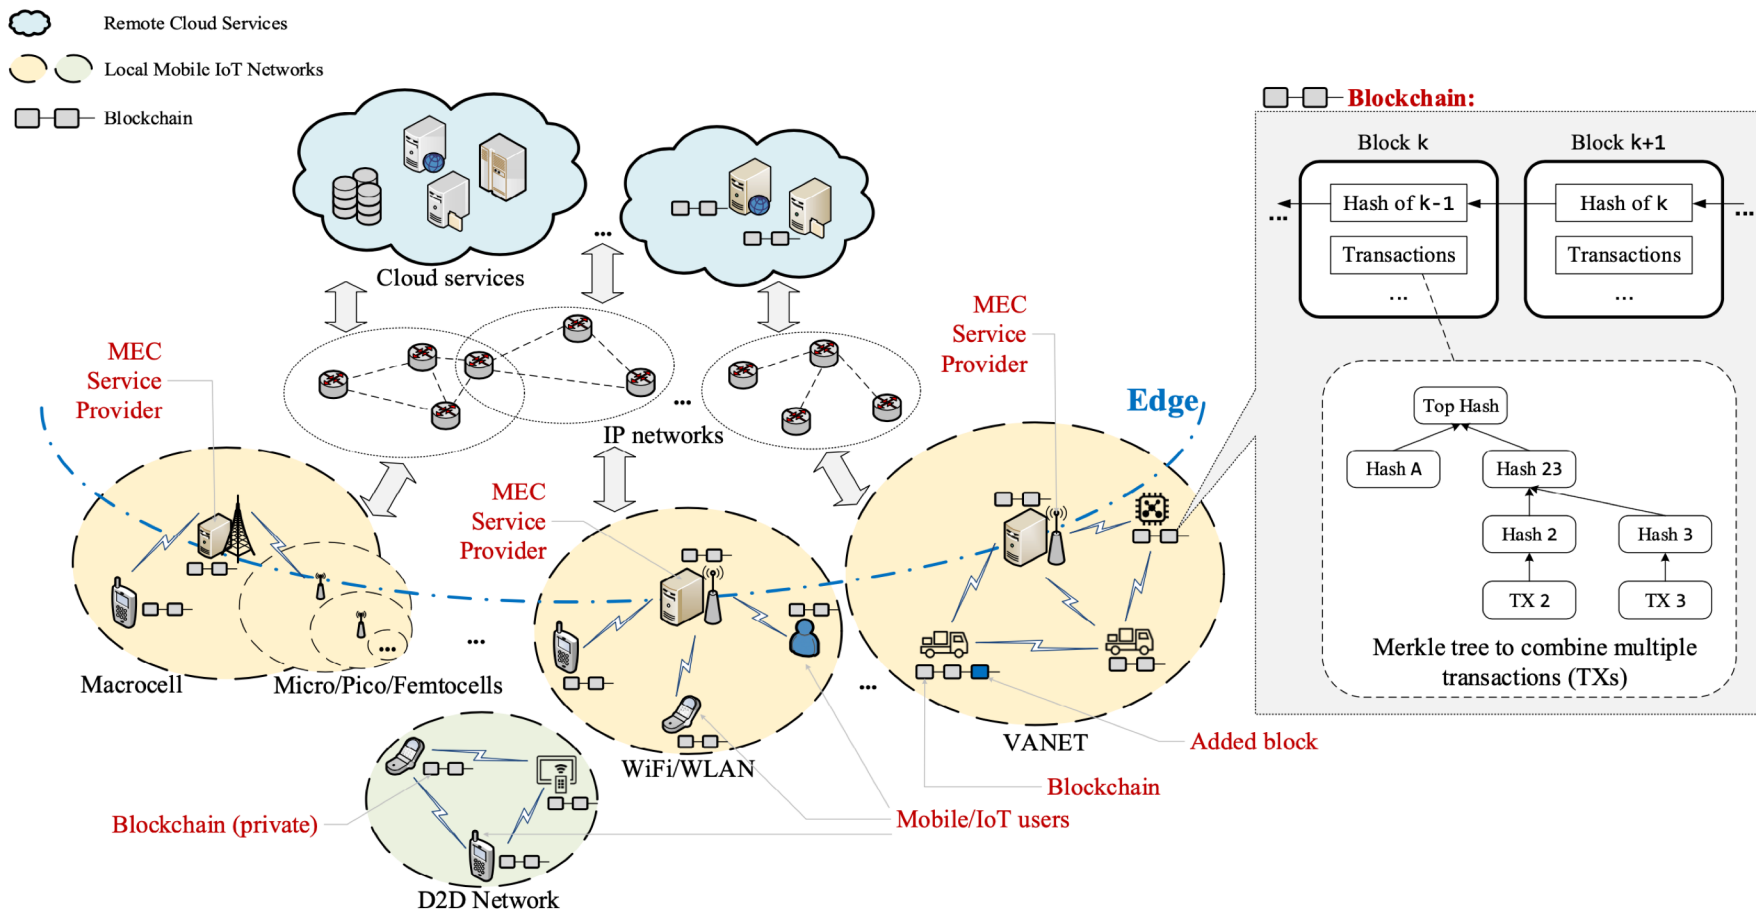 Remote Cloud Services
Local Mobile IoT Networks
Blockchain
Blockchain:
Block k
Block k+1
Hash of k-1
Hash of k
...
...
Transactions
Transactions
...
...
Cloud services
...
MEC
Service
Provider
MEC
Service
Provider
Edge
...
IP networks
MEC
Service
Provider
Top Hash
Hash A
Hash 23
Hash 2
Hash 3
TX 2
TX 3
Merkle tree to combine multiple
transactions (TXs)
...
...
Macrocell
Micro/Pico/Femtocells
...
WiFi/WLAN
VANET
Added block
Blockchain
Blockchain (private)
Mobile/IoT users
D2D Network